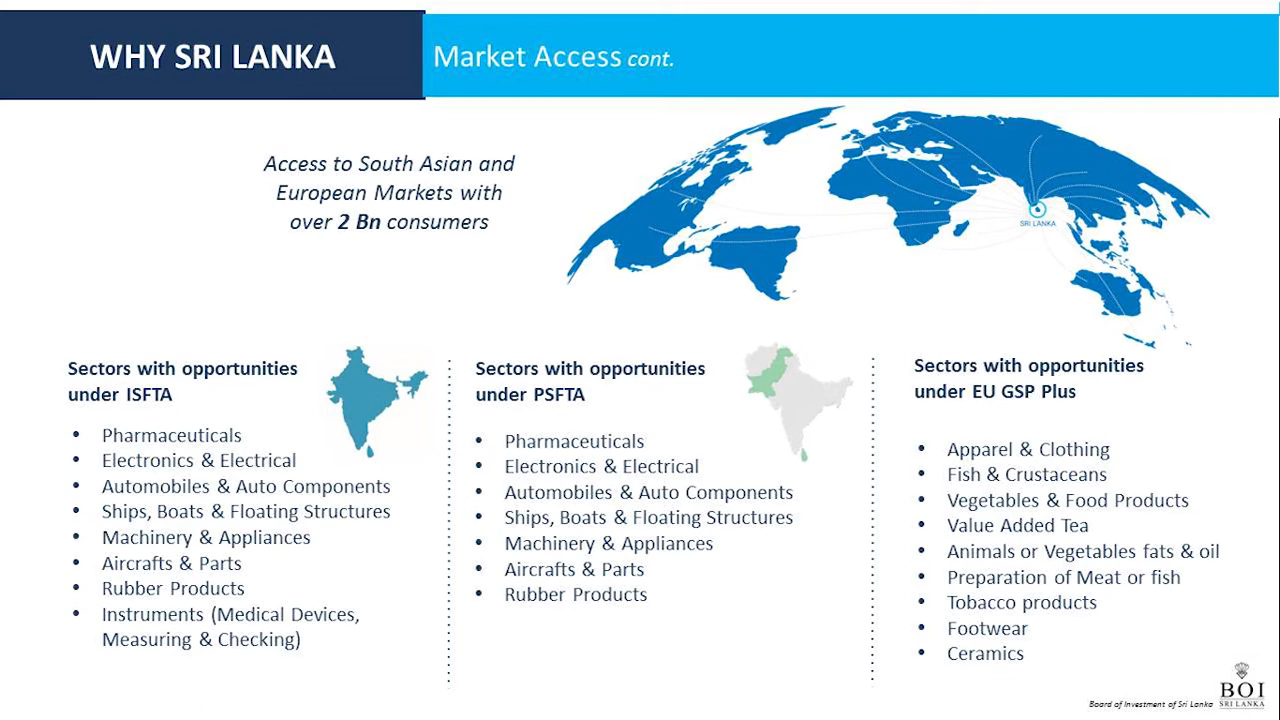 WHY SRI LANKA
Market Access cont.
Access to South Asian and
European Markets with
over 2 Bn consumers
SRI LANKA
Sectors with opportunities
under ISFTA
• Pharmaceuticals
• Electronics & Electrical
• Automobiles & Auto Components
• Ships, Boats & Floating Structures
• Machinery & Appliances
• Aircrafts & Parts
• Rubber Products
• Instruments (Medical Devices,
Measuring & Checking)
Sectors with opportunities
under PSFTA
• Pharmaceuticals
• Electronics & Electrical
• Automobiles & Auto Components
• Ships, Boats & Floating Structures
• Machinery & Appliances
• Aircrafts & Parts
• Rubber Products
Sectors with opportunities
under EU GSP Plus
• Apparel & Clothing
• Fish & Crustaceans
• Vegetables & Food Products
• Value Added Tea
• Animals or Vegetables fats & oil
• Preparation of Meat or fish
• Tobacco products
• Footwear
• Ceramics
Board of Investment of Sri Lanka
BOI
SRI LANKA